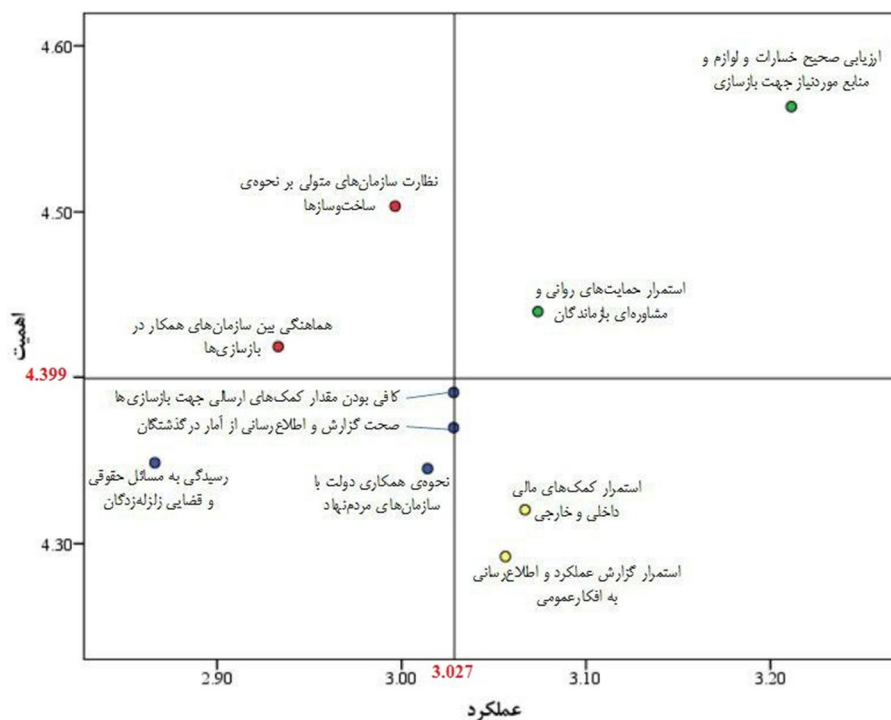 4.60
ارزیابی صحیح خسارات و لوازم و
منابع موردنیاز جهت بازسازی
نظارت سازمان‌های متولی بر نحوه‌ی
ساخت‌وسازها
4.50
استمرار حمایت‌های روانی و
مشاوره‌ای بازماندگان
اهمیت
هماهنگی بین سازمان‌های همکار در
بازسازی‌ها
4.399
کافی بودن مقدار کمک‌های ارسالی جهت بازسازی‌ها
صحت گزارش و اطلاع‌رسانی از آمار درگذشتگان
رسیدگی به مسائل حقوقی
و قضایی زلزله‌زدگان
نحوه‌ی همکاری دولت با
سازمان‌های مردم‌نهاد
استمرار کمک‌های مالی
داخلی و خارجی
4.30
استمرار گزارش عملکرد و اطلاع‌رسانی
به افکارعمومی
2.90
3.00
3.027
3.10
3.20
عملکرد